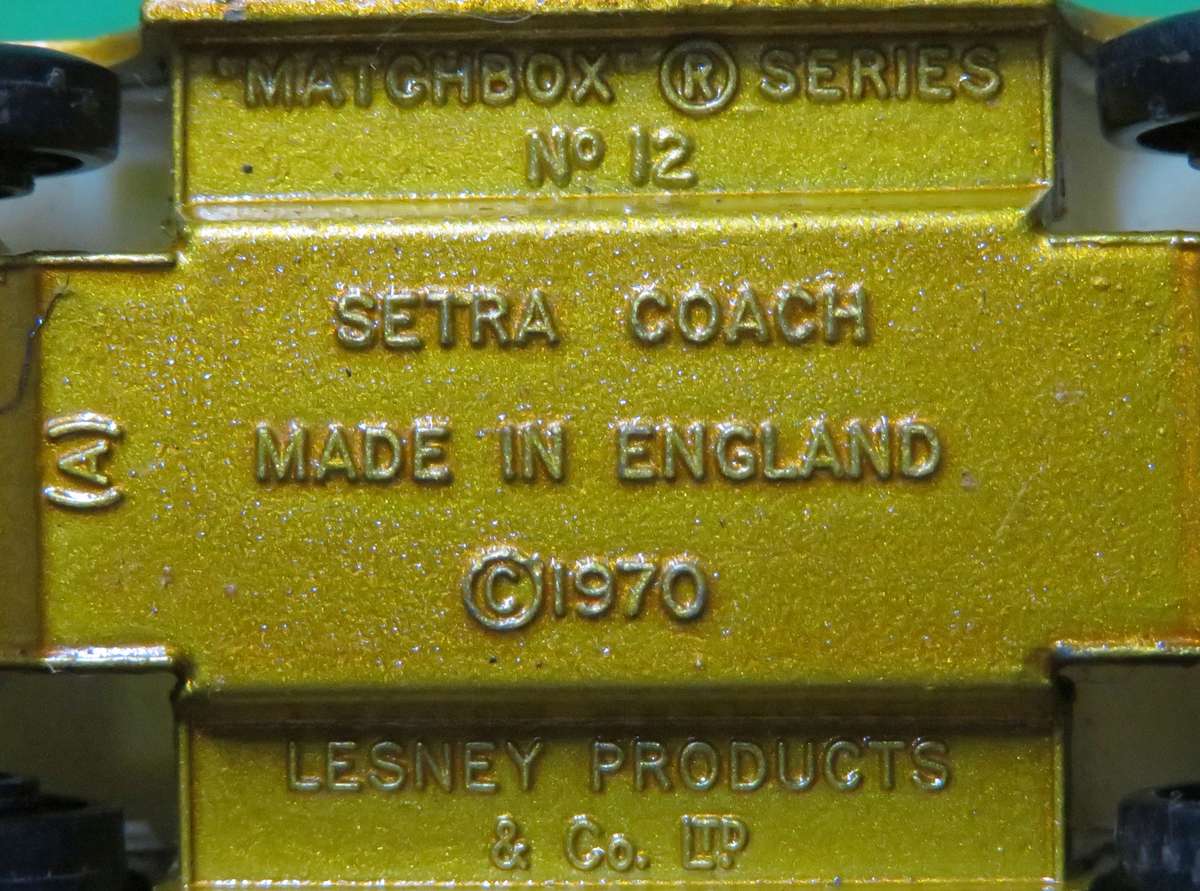 "MATCHBOX" ® SERIES
Nº 12
SETRA COACH
(A)
MADE IN ENGLAND
©1970
LESNEY PRODUCTS
& Co. LTD